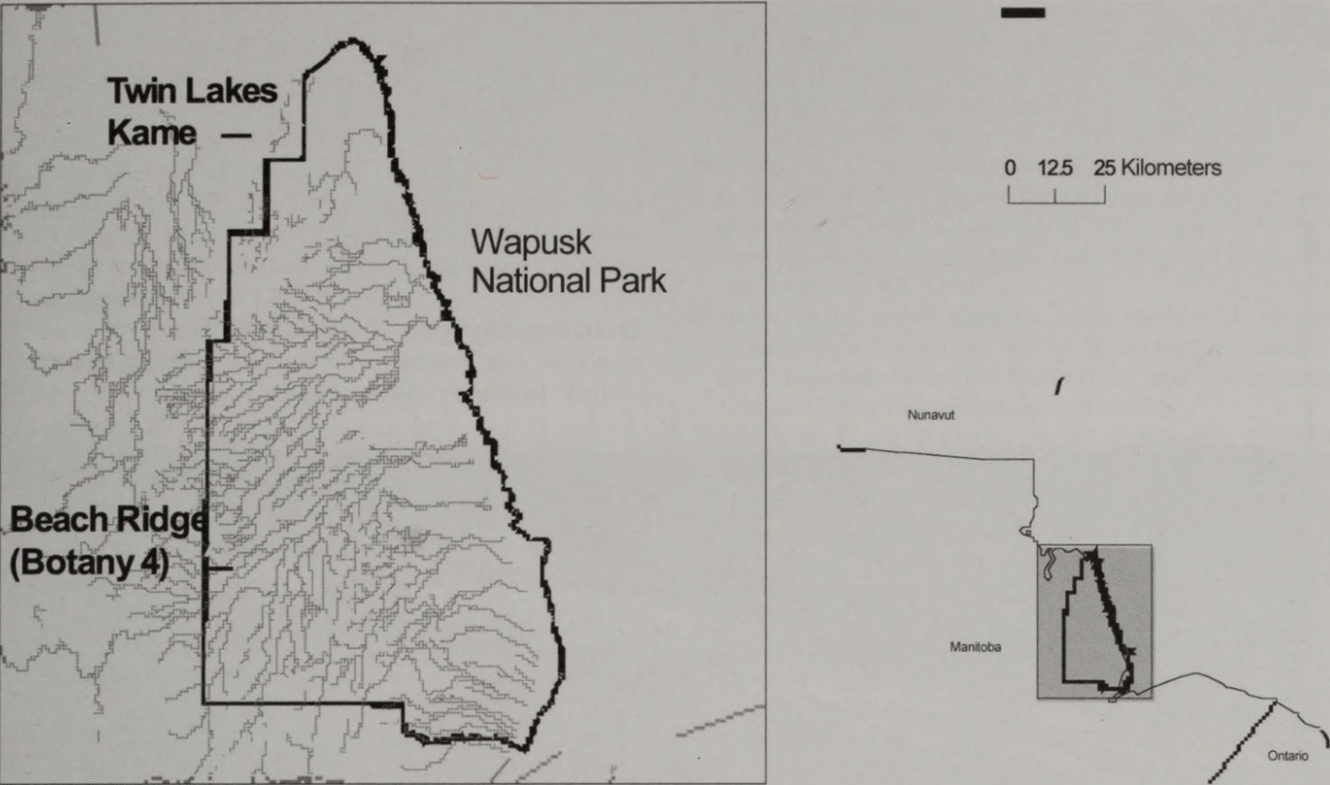 Twin Lakes
Kame
Wapusk
National Park
Beach Ridge
(Botany 4)
0 12.5 25 Kilometers
Nunavut
Manitoba
Ontario